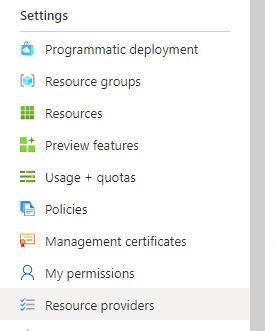 Settings
Programmatic deployment
Resource groups
Resources
Preview features
Usage + quotas
Policies
Management certificates
My permissions
Resource providers